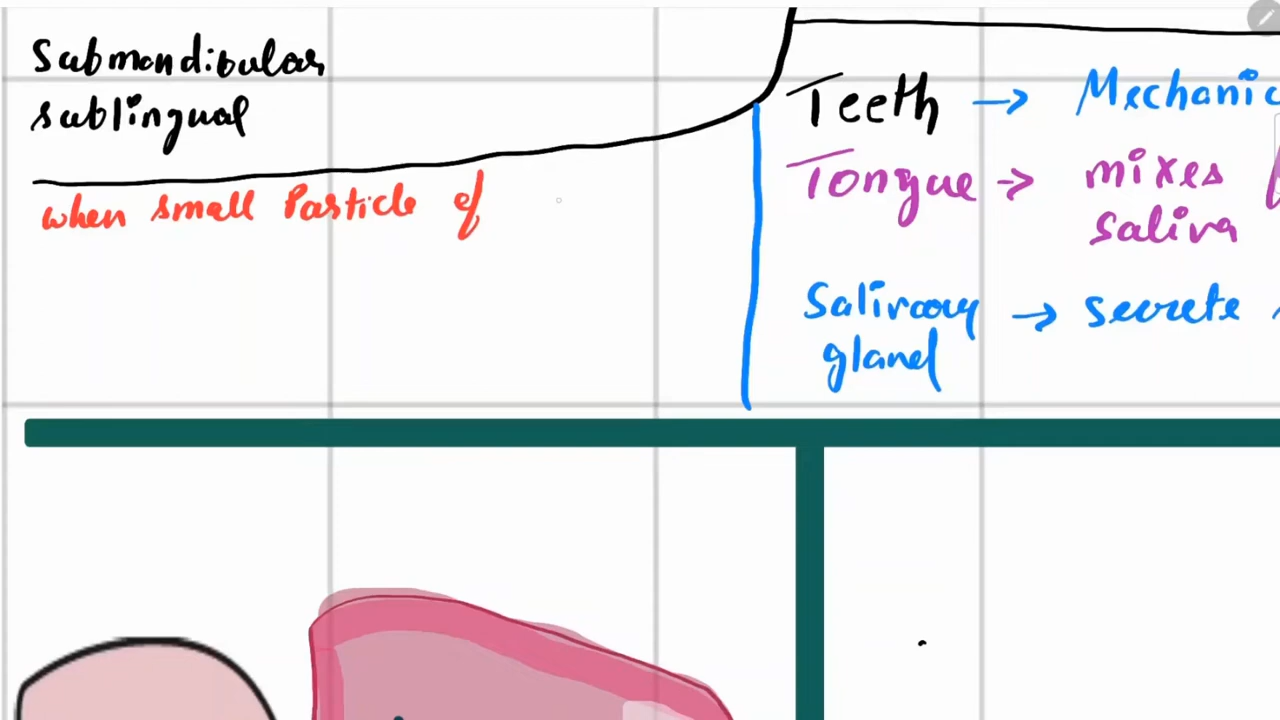 Submandibular
sublingual
when small Particle of
Teeth → Mechanic
Tongue → mixes
saliva
Salivary → secrete
gland